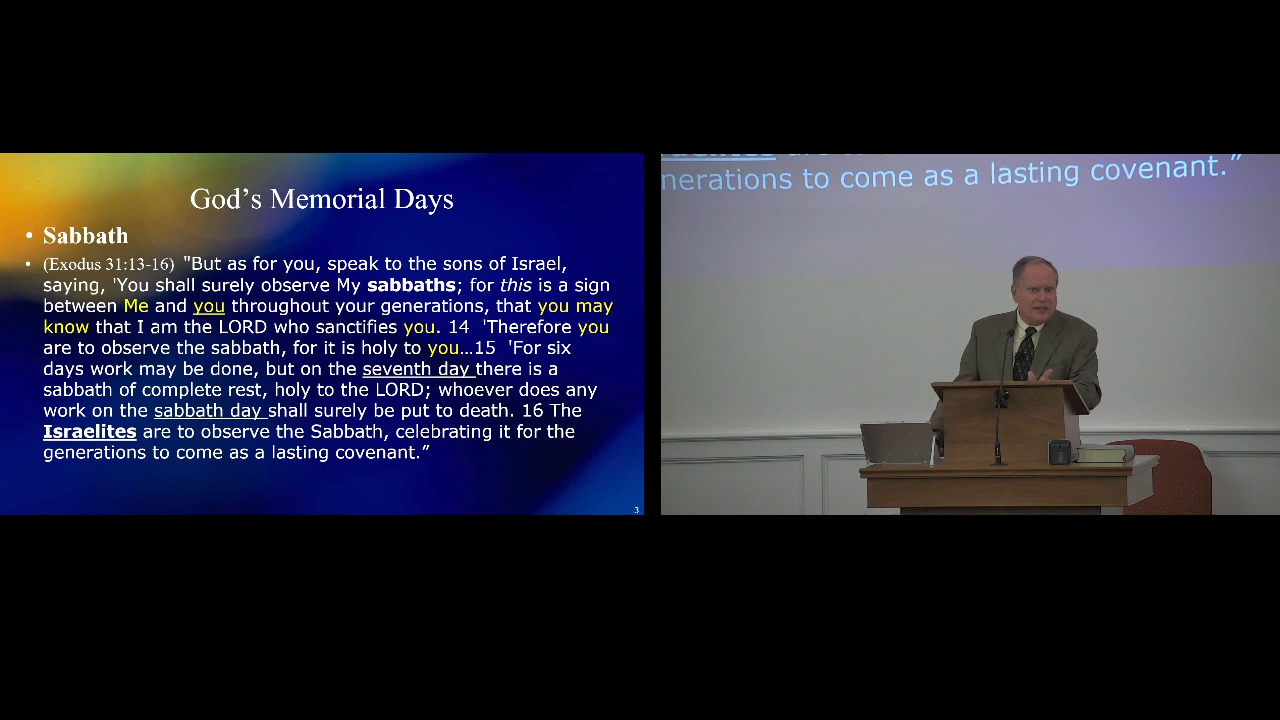 God’s Memorial Days
• Sabbath
• (Exodus 31:13-16) "But as for you, speak to the sons of Israel,
saying, 'You shall surely observe My sabbaths; for this is a sign
between Me and you throughout your generations, that you may
know that I am the LORD who sanctifies you. 14 'Therefore you
are to observe the sabbath, for it is holy to you…15 'For six
days work may be done, but on the seventh day there is a
sabbath of complete rest, holy to the LORD; whoever does any
work on the sabbath day shall surely be put to death. 16 The
Israelites are to observe the Sabbath, celebrating it for the
generations to come as a lasting covenant.”
3
nerations to come as a lasting covenant.”